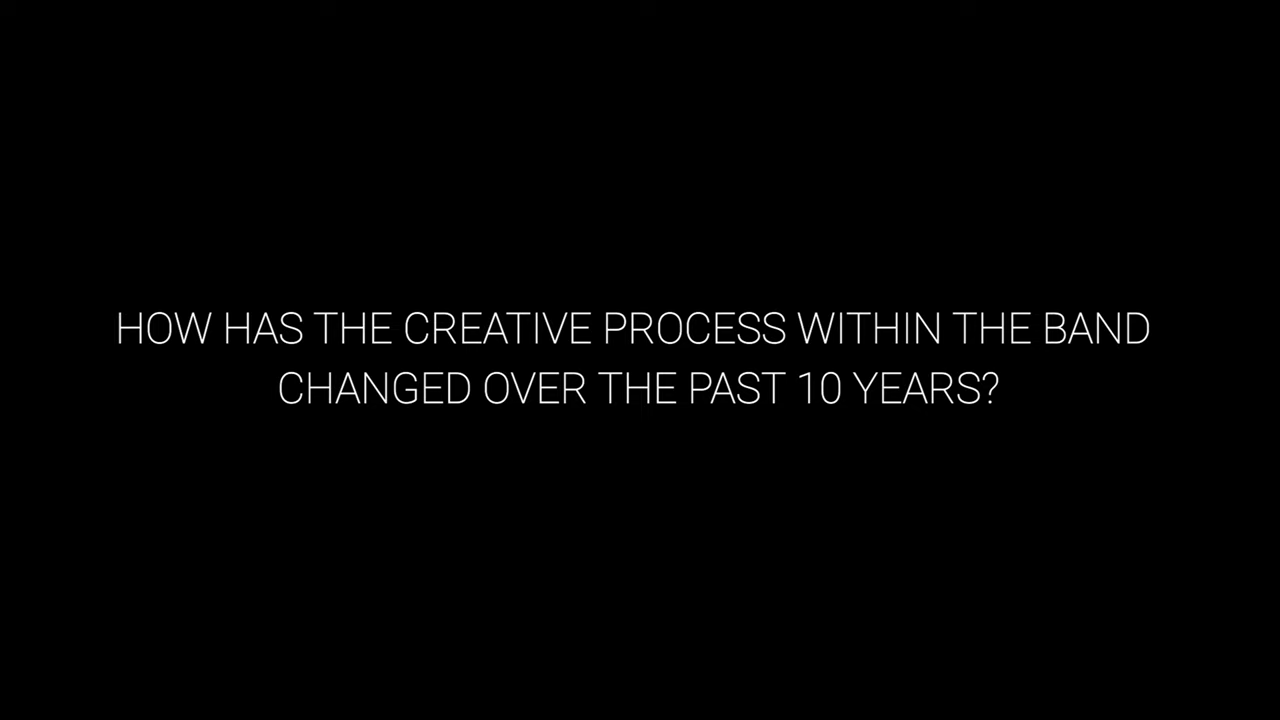 HOW HAS THE CREATIVE PROCESS WITHIN THE BAND
CHANGED OVER THE PAST 10 YEARS?